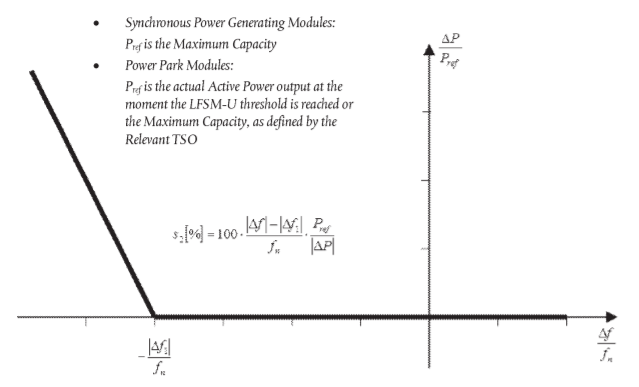 • Synchronous Power Generating Modules:
P_ref is the Maximum Capacity
• Power Park Modules:
P_ref is the actual Active Power output at the
moment the LFSM-U threshold is reached or
the Maximum Capacity, as defined by the
Relevant TSO
ΔP / P_ref
s_2[%] = 100 · (|Δf| − |Δf_1|) / f_n · P_ref / |ΔP|
− |Δf_1| / f_n
Δf / f_n